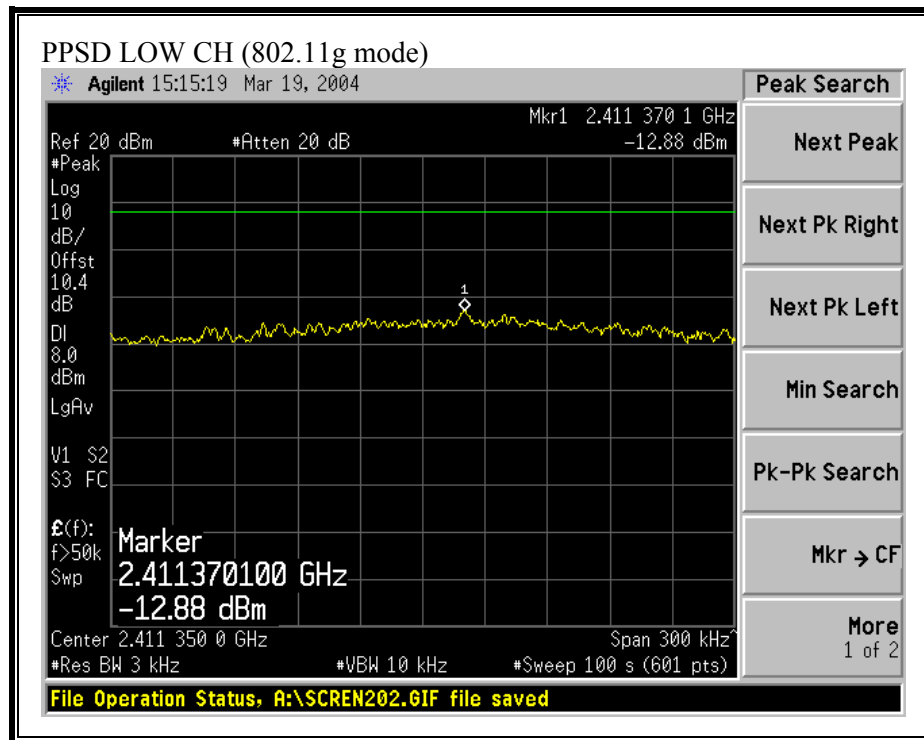 PPSD LOW CH (802.11g mode)
Agilent 15:15:19 Mar 19, 2004
Peak Search
Mkr1 2.411 370 1 GHz
Ref 20 dBm #Atten 20 dB -12.88 dBm
#Peak
Log
10
dB/
Offst
10.4
dB
DI
8.0
dBm
LgAv
V1 S2
S3 FC
£(f):
f>50k
Swp
1
Marker
2.411370100 GHz
-12.88 dBm
Center 2.411 350 0 GHz Span 300 kHz^
#Res BW 3 kHz #VBW 10 kHz #Sweep 100 s (601 pts)
Next Peak
Next Pk Right
Next Pk Left
Min Search
Pk-Pk Search
Mkr → CF
More
1 of 2
File Operation Status, A:\SCREN202.GIF file saved